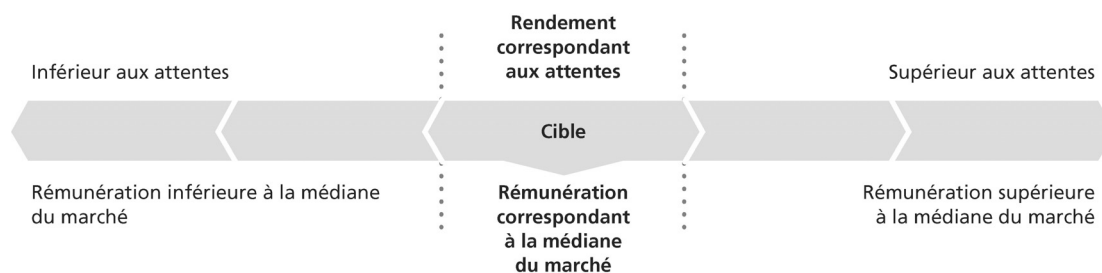 Rendement
correspondant
aux attentes
Inférieur aux attentes
Supérieur aux attentes
Cible
Rémunération inférieure à la médiane
du marché
Rémunération
correspondant
à la médiane
du marché
Rémunération supérieure
à la médiane du marché